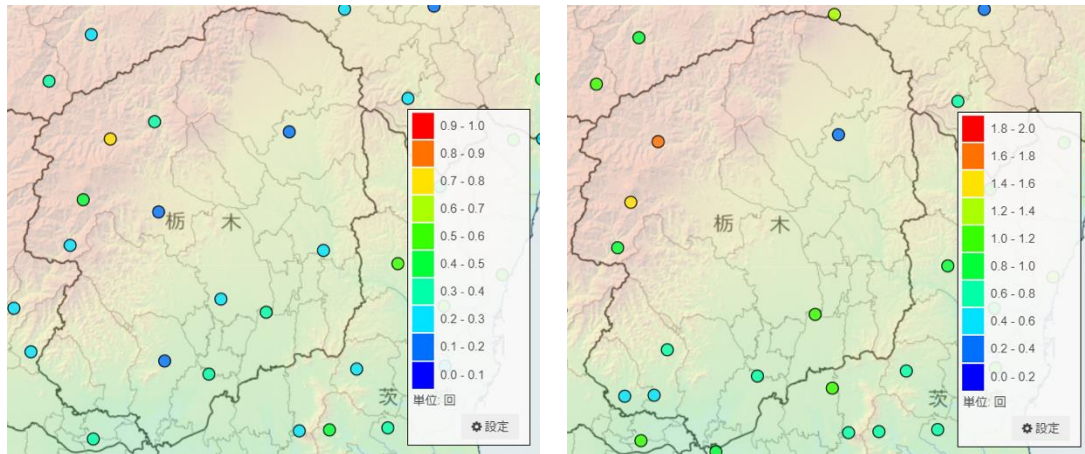 栃 木
茨
0.9 - 1.0
0.8 - 0.9
0.7 - 0.8
0.6 - 0.7
0.5 - 0.6
0.4 - 0.5
0.3 - 0.4
0.2 - 0.3
0.1 - 0.2
0.0 - 0.1
単位: 回
設定
栃 木
茨
1.8 - 2.0
1.6 - 1.8
1.4 - 1.6
1.2 - 1.4
1.0 - 1.2
0.8 - 1.0
0.6 - 0.8
0.4 - 0.6
0.2 - 0.4
0.0 - 0.2
単位: 回
設定